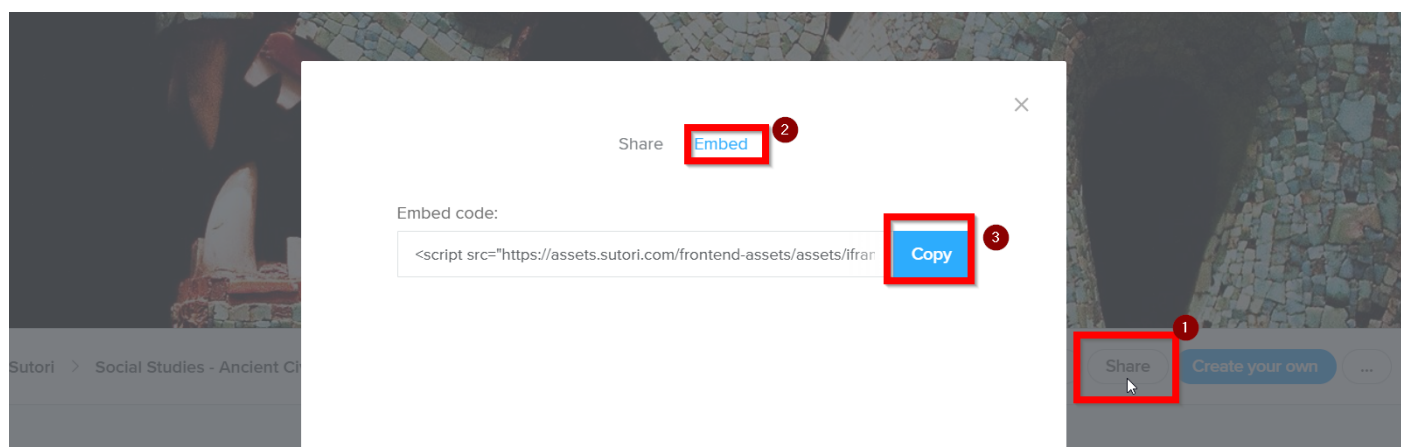 2
Share Embed
Embed code:
<script src="https://assets.sutori.com/frontend-assets/assets/ifran
Copy
3
1
Sutori > Social Studies - Ancient Ci
Share
Create your own
...